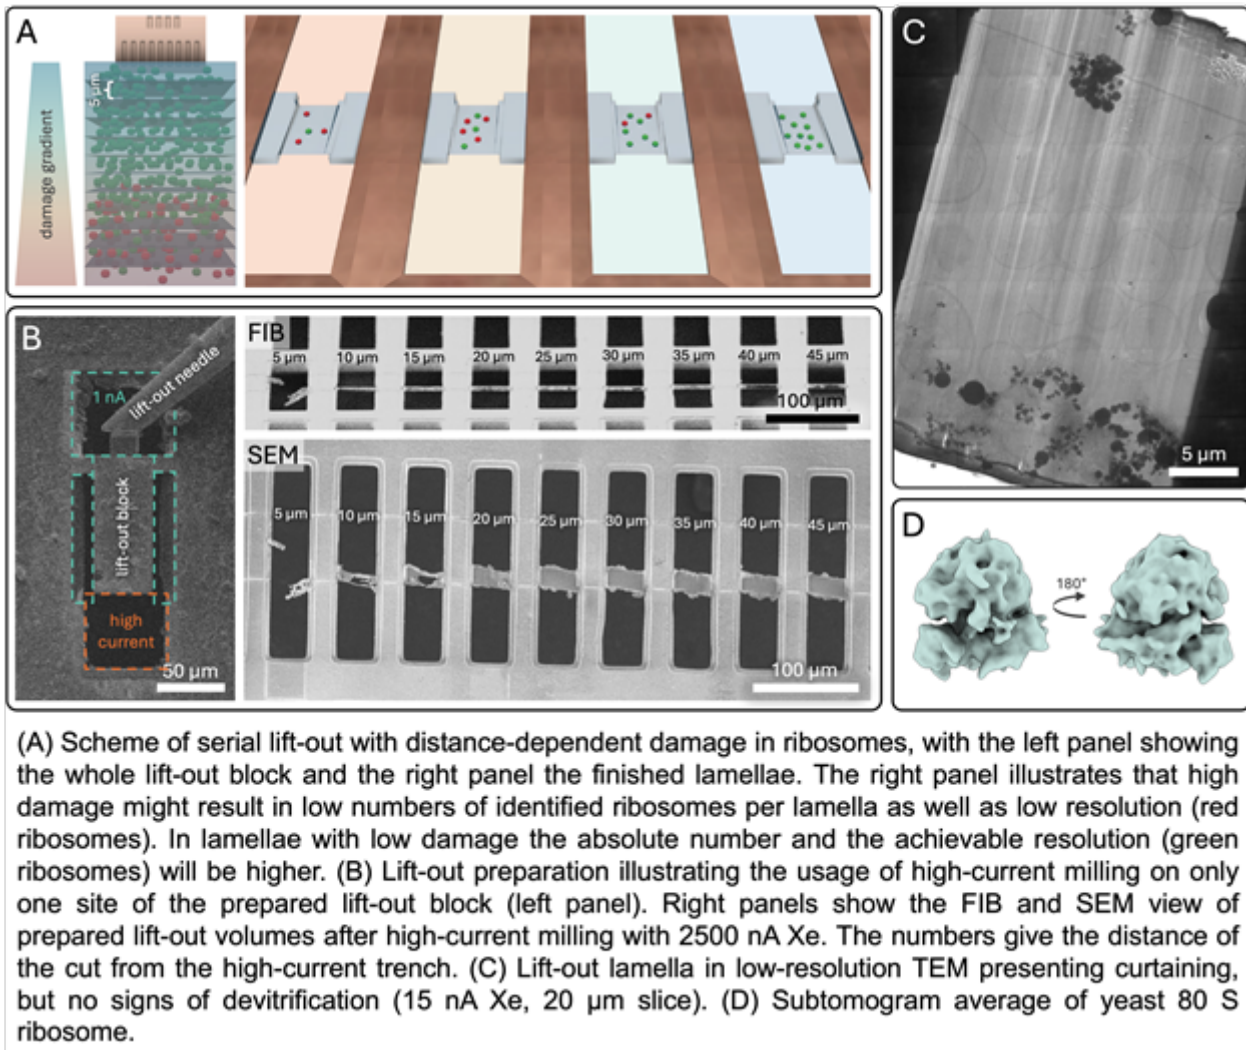 A
5 µm
damage gradient
B
1 nA
lift-out needle
lift-out block
high
current
50 µm
FIB
5 µm 10 µm 15 µm 20 µm 25 µm 30 µm 35 µm 40 µm 45 µm
100 µm
SEM
5 µm 10 µm 15 µm 20 µm 25 µm 30 µm 35 µm 40 µm 45 µm
100 µm
C
5 µm
D
180°
(A) Scheme of serial lift-out with distance-dependent damage in ribosomes, with the left panel showing
the whole lift-out block and the right panel the finished lamellae. The right panel illustrates that high
damage might result in low numbers of identified ribosomes per lamella as well as low resolution (red
ribosomes). In lamellae with low damage the absolute number and the achievable resolution (green
ribosomes) will be higher. (B) Lift-out preparation illustrating the usage of high-current milling on only
one site of the prepared lift-out block (left panel). Right panels show the FIB and SEM view of
prepared lift-out volumes after high-current milling with 2500 nA Xe. The numbers give the distance of
the cut from the high-current trench. (C) Lift-out lamella in low-resolution TEM presenting curtaining,
but no signs of devitrification (15 nA Xe, 20 µm slice). (D) Subtomogram average of yeast 80 S
ribosome.